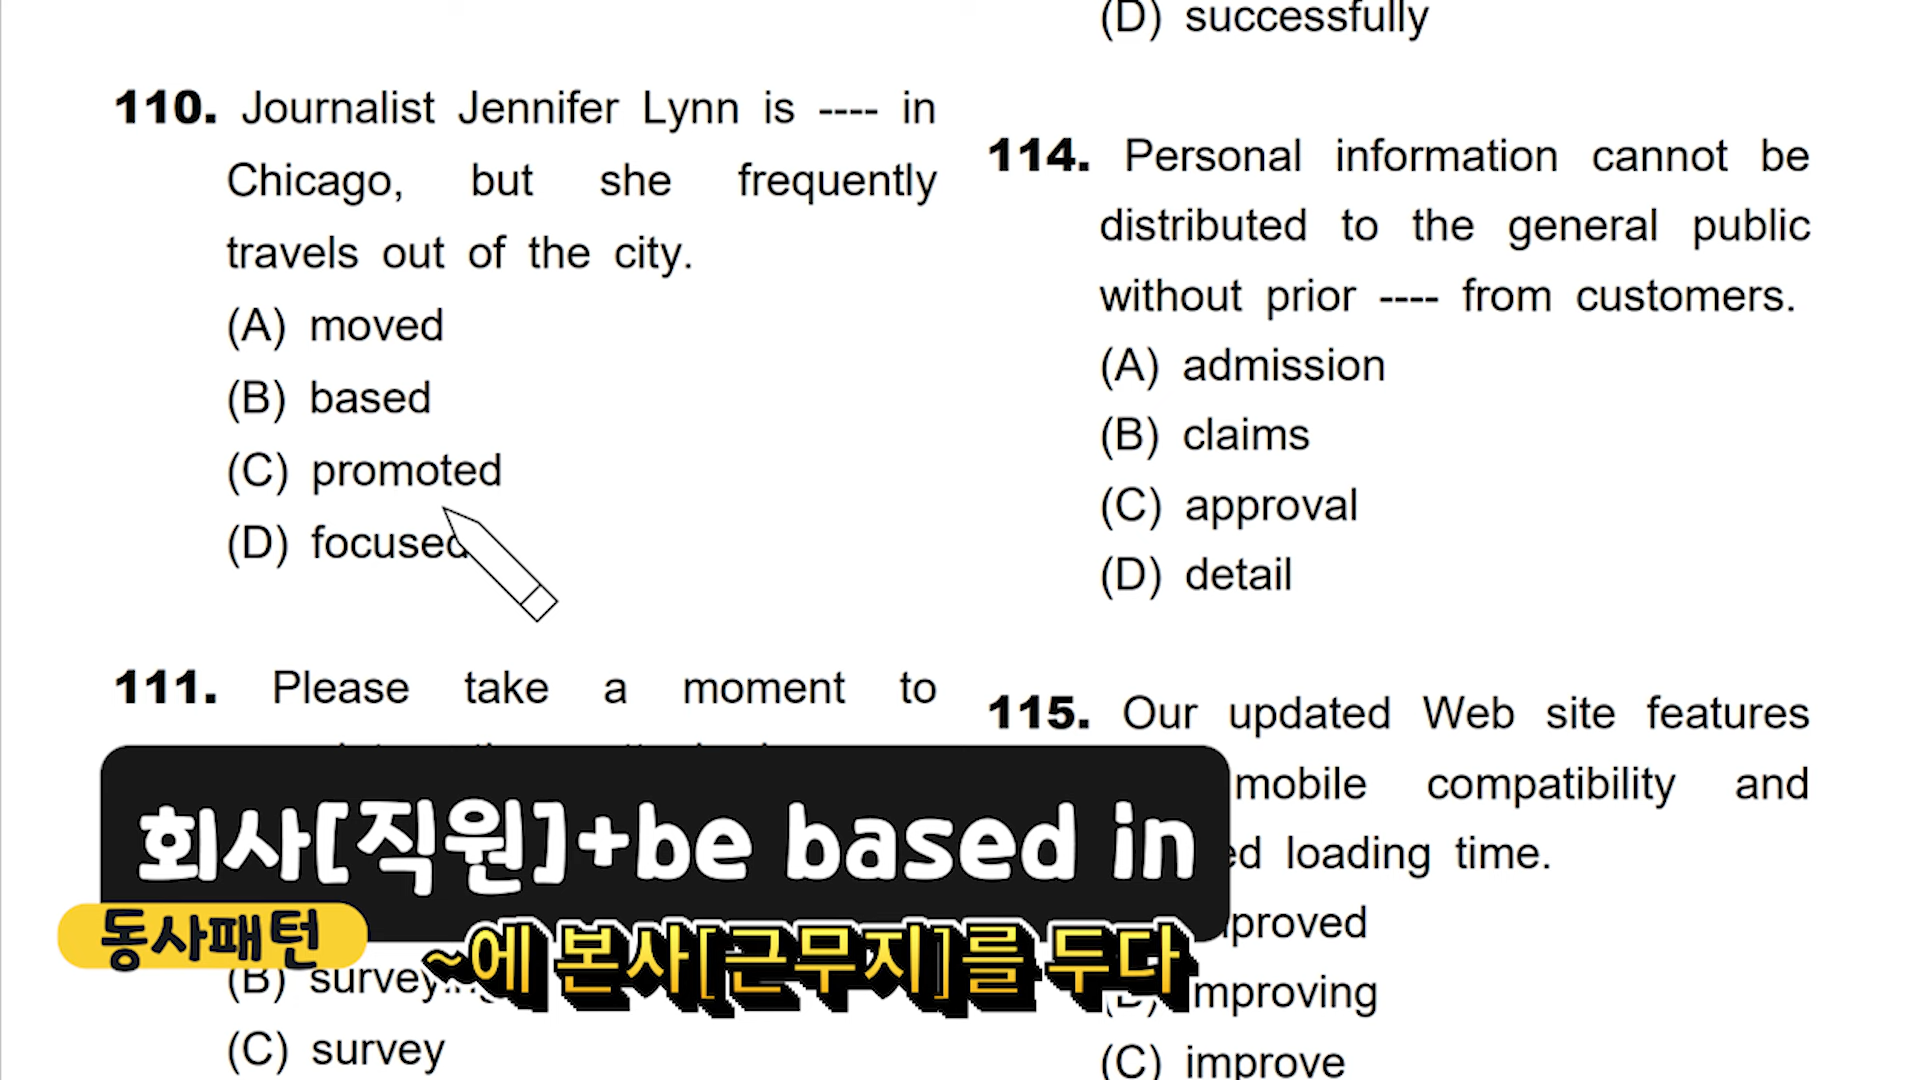 110. Journalist Jennifer Lynn is ---- in
Chicago, but she frequently
travels out of the city.
(A) moved
(B) based
(C) promoted
(D) focused
111. Please take a moment to
(B) surveying
(C) survey
(D) successfully
114. Personal information cannot be
distributed to the general public
without prior ---- from customers.
(A) admission
(B) claims
(C) approval
(D) detail
115. Our updated Web site features
mobile compatibility and
loading time.
improving
(C) improve
회사[직원]+be based in
동사패턴
~에 본사[근무지]를 두다